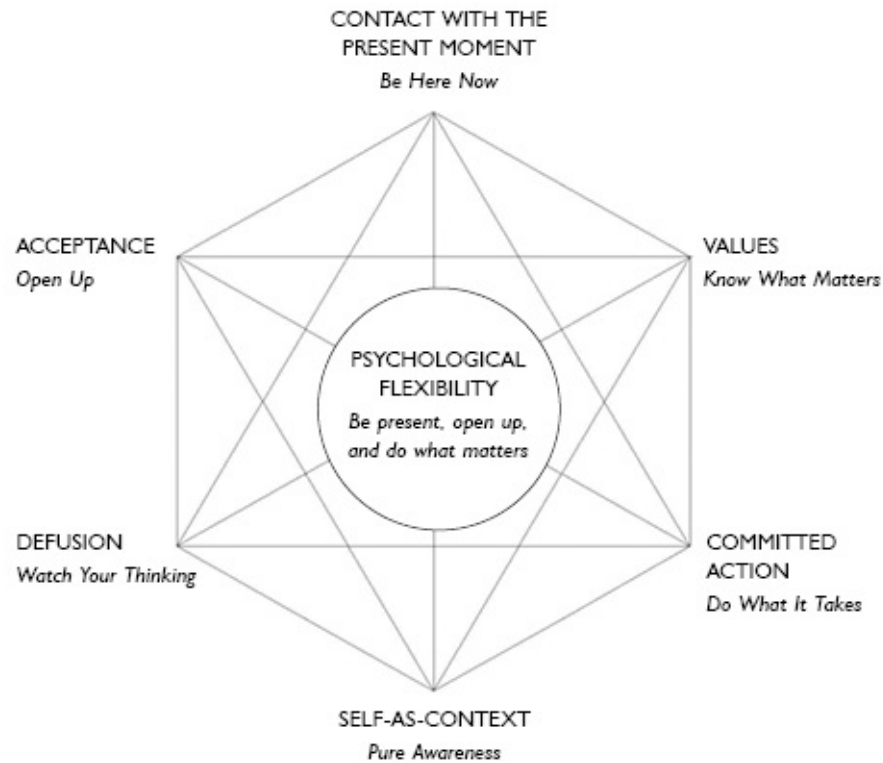 CONTACT WITH THE
PRESENT MOMENT
Be Here Now
ACCEPTANCE
Open Up
VALUES
Know What Matters
PSYCHOLOGICAL
FLEXIBILITY
Be present, open up,
and do what matters
DEFUSION
Watch Your Thinking
COMMITTED
ACTION
Do What It Takes
SELF-AS-CONTEXT
Pure Awareness